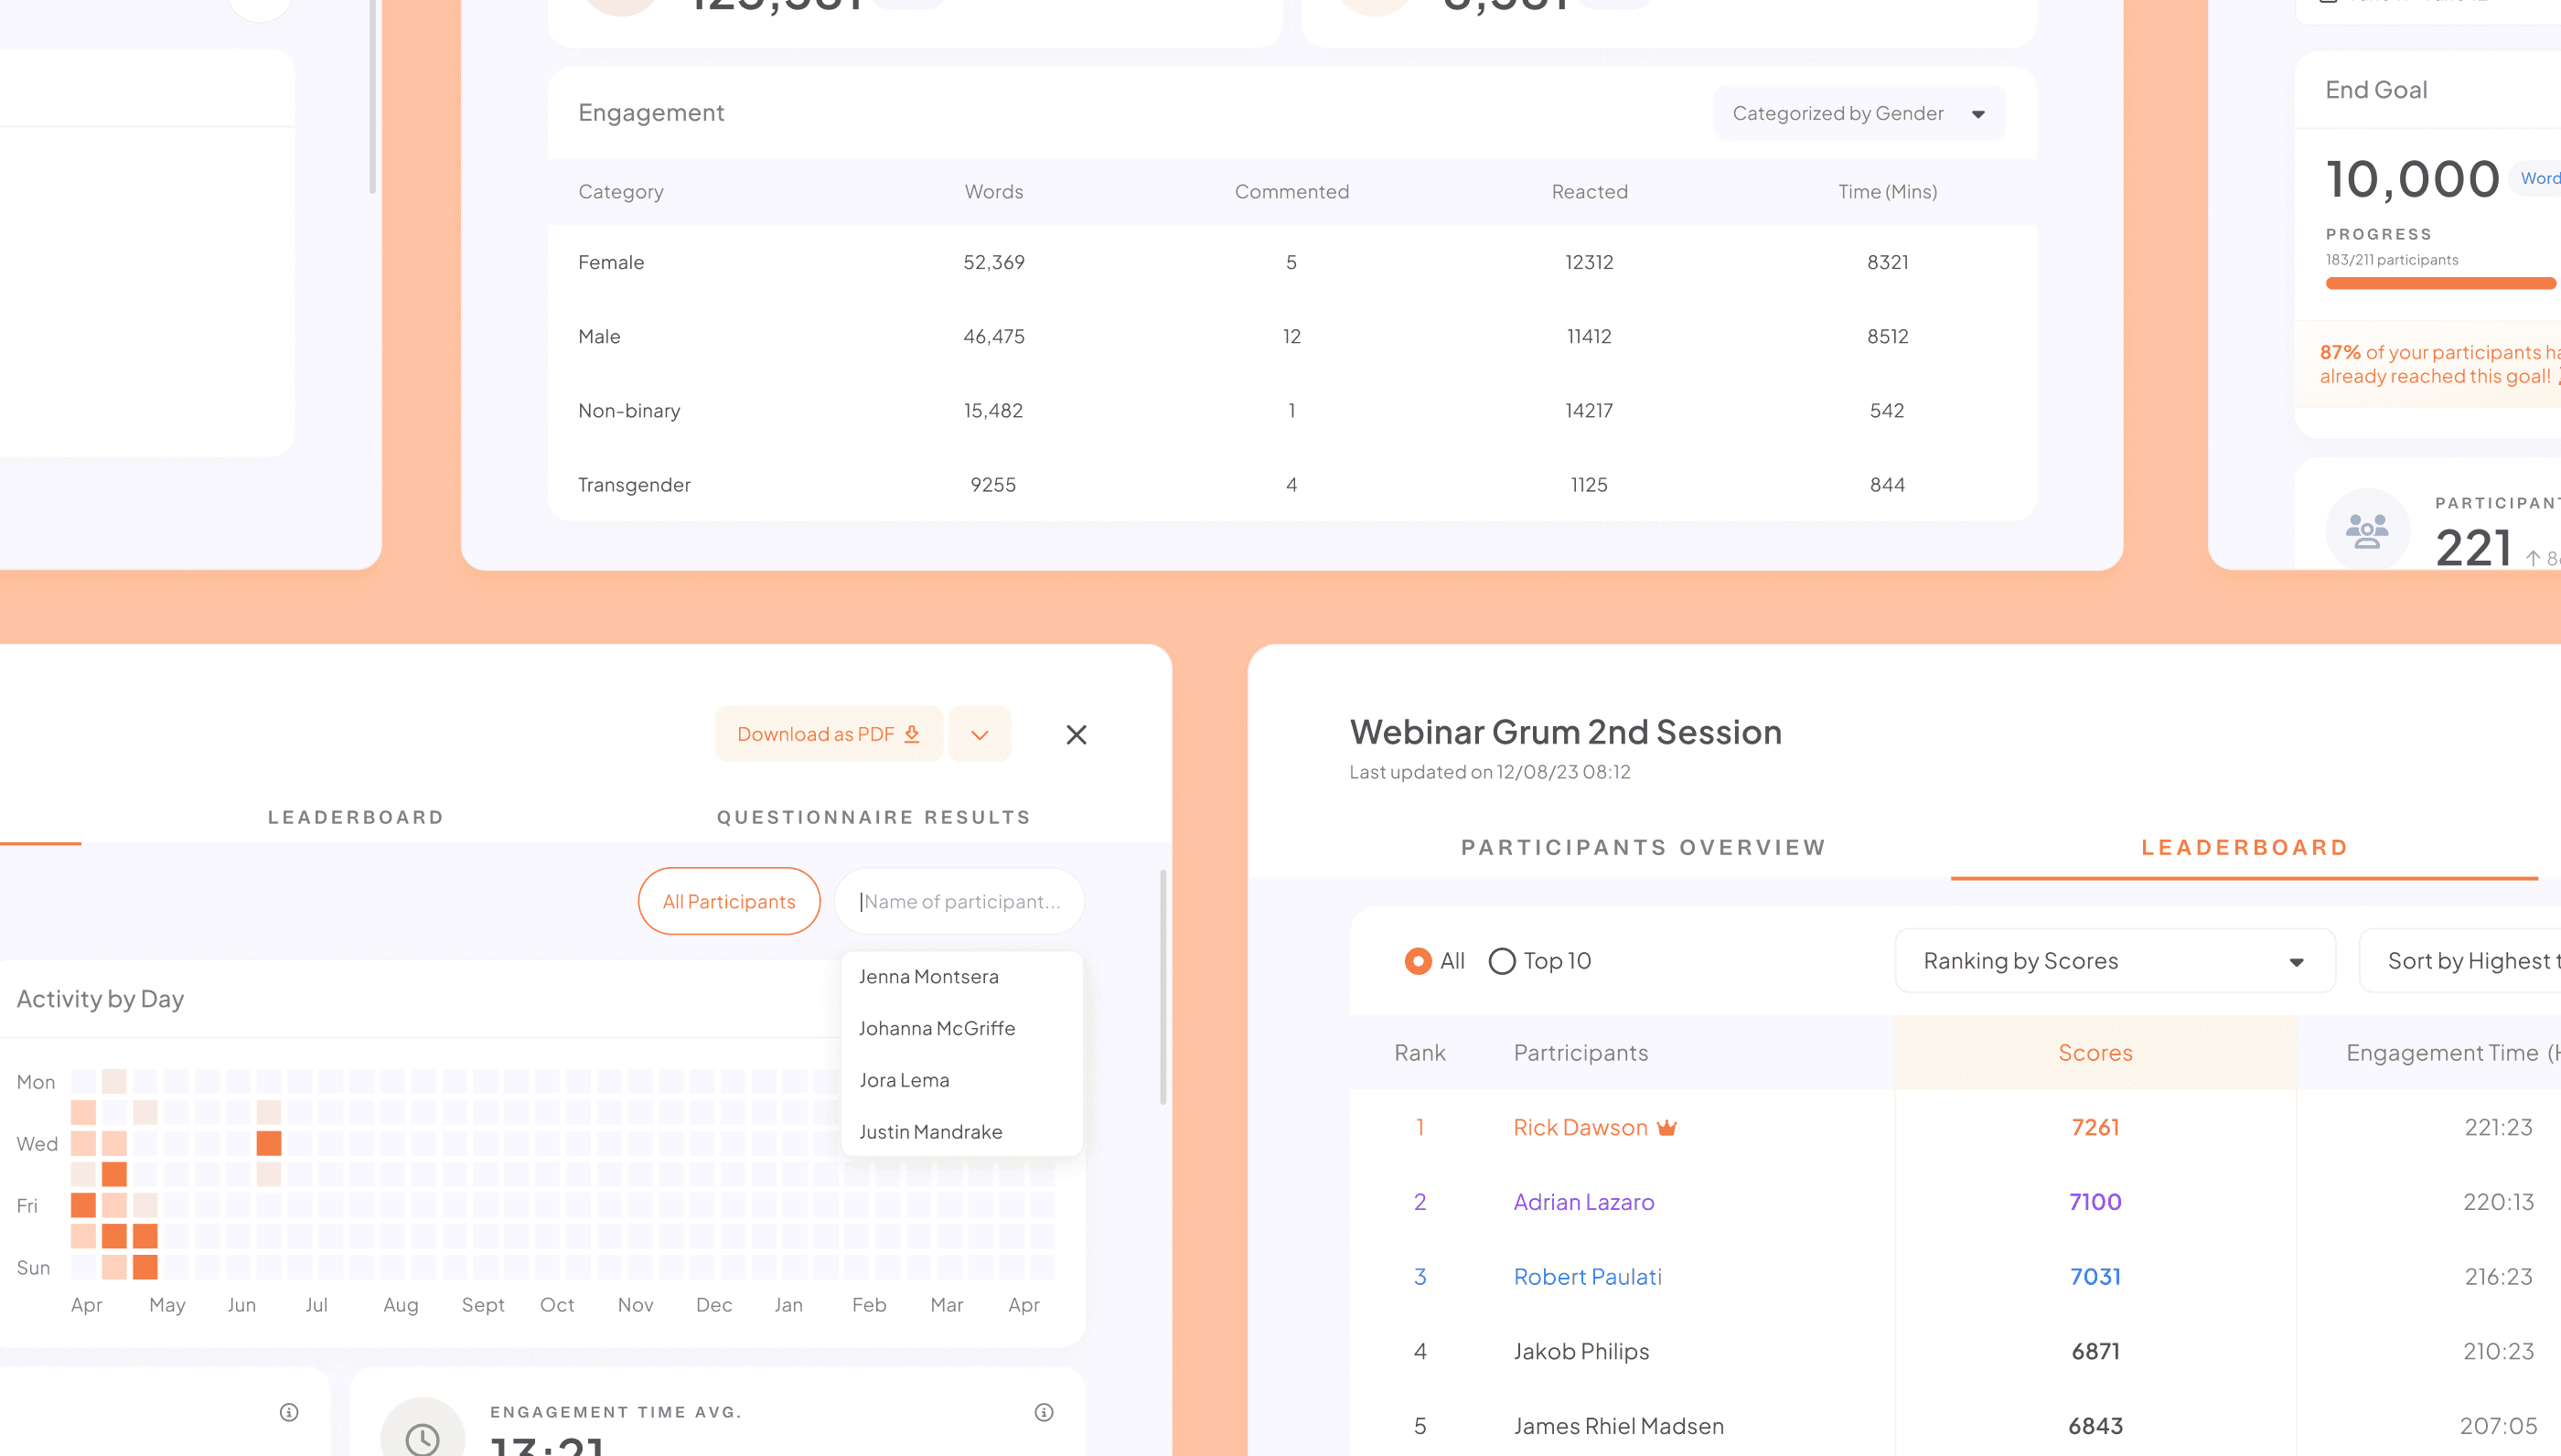 Engagement
Categorized by Gender
Category Words Commented Reacted Time (Mins)
Female 52,369 5 12312 8321
Male 46,475 12 11412 8512
Non-binary 15,482 1 14217 542
Transgender 9255 4 1125 844
End Goal
10,000
PROGRESS
183/211 participants
87% of your participants
already reached this goal!
221
Download as PDF
LEADERBOARD QUESTIONNAIRE RESULTS
All Participants Name of participant...
Jenna Montsera
Johanna McGriffe
Jora Lema
Justin Mandrake
Activity by Day
Mon
Wed
Fri
Sun
Apr May Jun Jul Aug Sept Oct Nov Dec Jan Feb Mar Apr
ENGAGEMENT TIME AVG.
13:21
Webinar Grum 2nd Session
Last updated on 12/08/23 08:12
PARTICIPANTS OVERVIEW LEADERBOARD
All Top 10 Ranking by Scores Sort by Highest
Rank Partricipants Scores Engagement Time
1 Rick Dawson 7261 221:23
2 Adrian Lazaro 7100 220:13
3 Robert Paulati 7031 216:23
4 Jakob Philips 6871 210:23
5 James Rhiel Madsen 6843 207:05